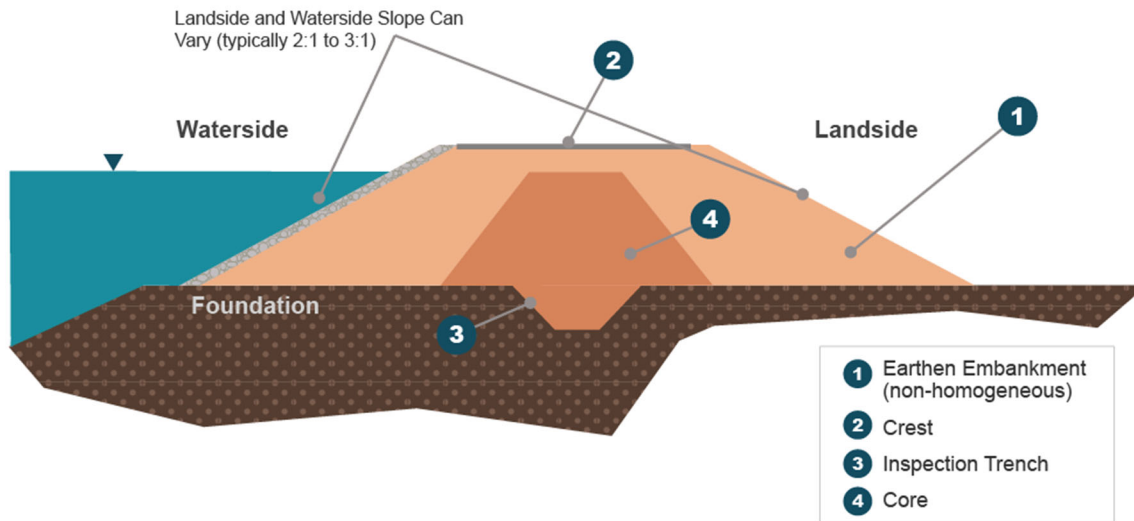 Landside and Waterside Slope Can
Vary (typically 2:1 to 3:1)
2
1
Waterside
Landside
4
Foundation
3
1 Earthen Embankment
(non-homogeneous)
2 Crest
3 Inspection Trench
4 Core